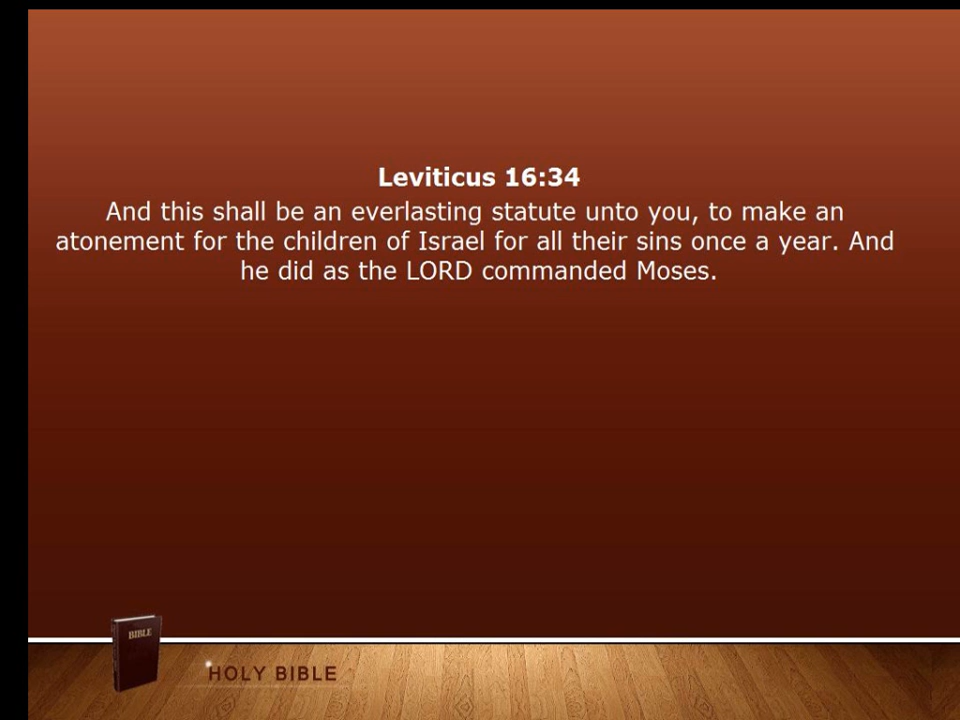 Leviticus 16:34
And this shall be an everlasting statute unto you, to make an
atonement for the children of Israel for all their sins once a year. And
he did as the LORD commanded Moses.
BIBLE
HOLY BIBLE